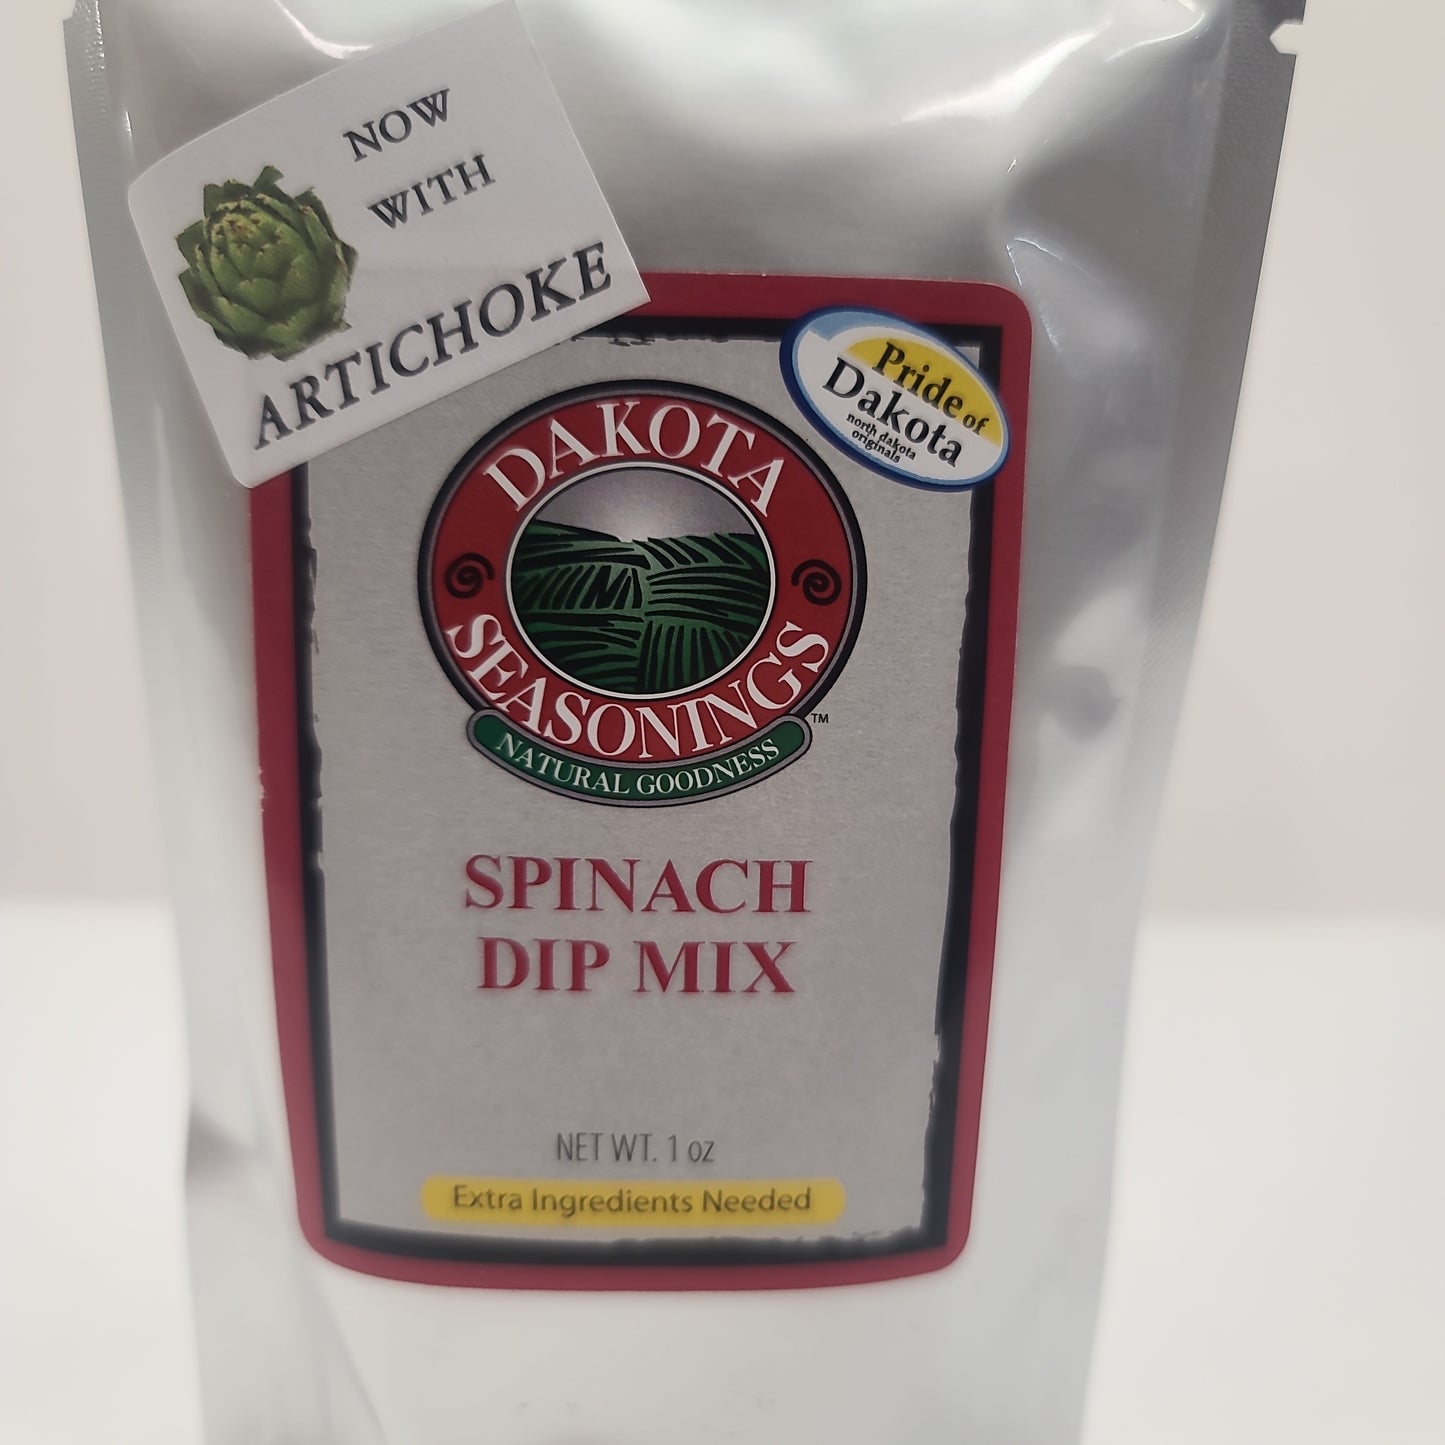 NOW
WITH
ARTICHOKE
Pride of
Dakota
north dakota
originals
DAKOTA
SEASONINGS
TM
NATURAL GOODNESS
SPINACH
DIP MIX
NET WT. 1 oz
Extra Ingredients Needed